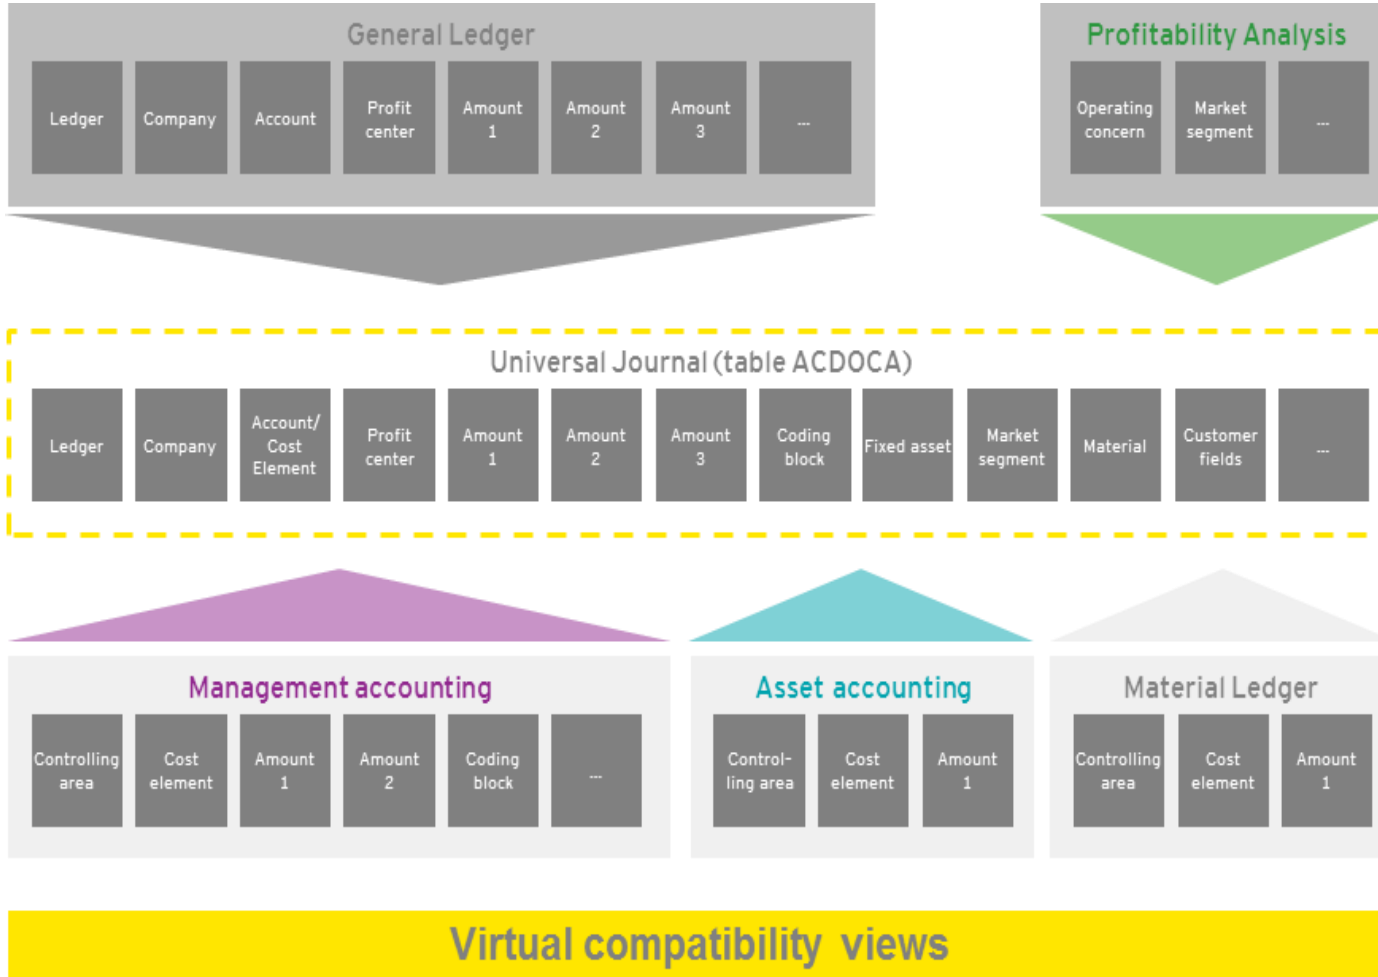 General Ledger
Ledger
Company
Account
Profit
center
Amount
1
Amount
2
Amount
3
...
Profitability Analysis
Operating
concern
Market
segment
...
Universal Journal (table ACDOCA)
Ledger
Company
Account/
Cost
Element
Profit
center
Amount
1
Amount
2
Amount
3
Coding
block
Fixed asset
Market
segment
Material
Customer
fields
...
Management accounting
Controlling
area
Cost
element
Amount
1
Amount
2
Coding
block
...
Asset accounting
Control-
ling area
Cost
element
Amount
1
Material Ledger
Controlling
area
Cost
element
Amount
1
Virtual compatibility views